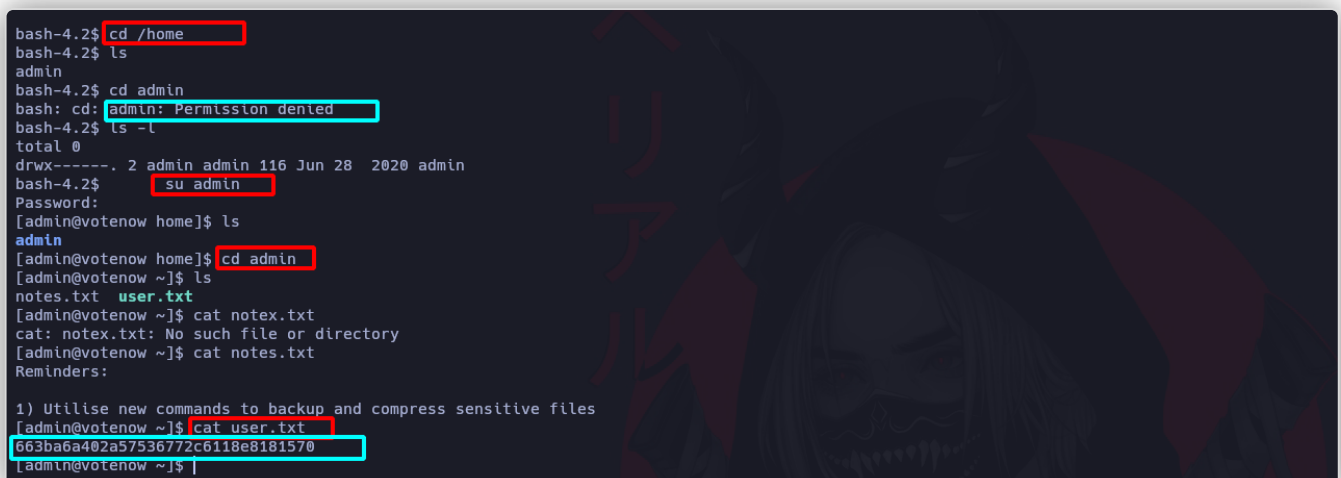 bash-4.2$ cd /home
bash-4.2$ ls
admin
bash-4.2$ cd admin
bash: cd: admin: Permission denied
bash-4.2$ ls -l
total 0
drwx------. 2 admin admin 116 Jun 28  2020 admin
bash-4.2$       su admin
Password:
[admin@votenow home]$ ls
admin
[admin@votenow home]$ cd admin
[admin@votenow ~]$ ls
notes.txt  user.txt
[admin@votenow ~]$ cat notex.txt
cat: notex.txt: No such file or directory
[admin@votenow ~]$ cat notes.txt
Reminders:

1) Utilise new commands to backup and compress sensitive files
[admin@votenow ~]$ cat user.txt
663ba6a402a57536772c6118e8181570
[admin@votenow ~]$